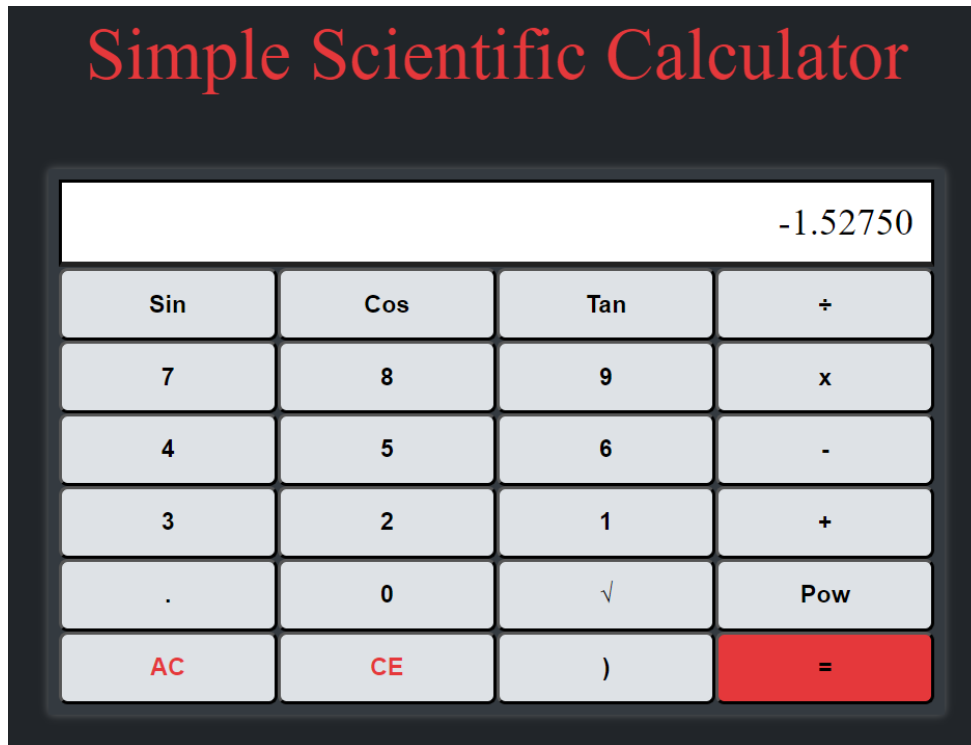 Simple Scientific Calculator
-1.52750
Sin Cos Tan ÷
7 8 9 x
4 5 6 -
3 2 1 +
. 0 √ Pow
AC CE ) =